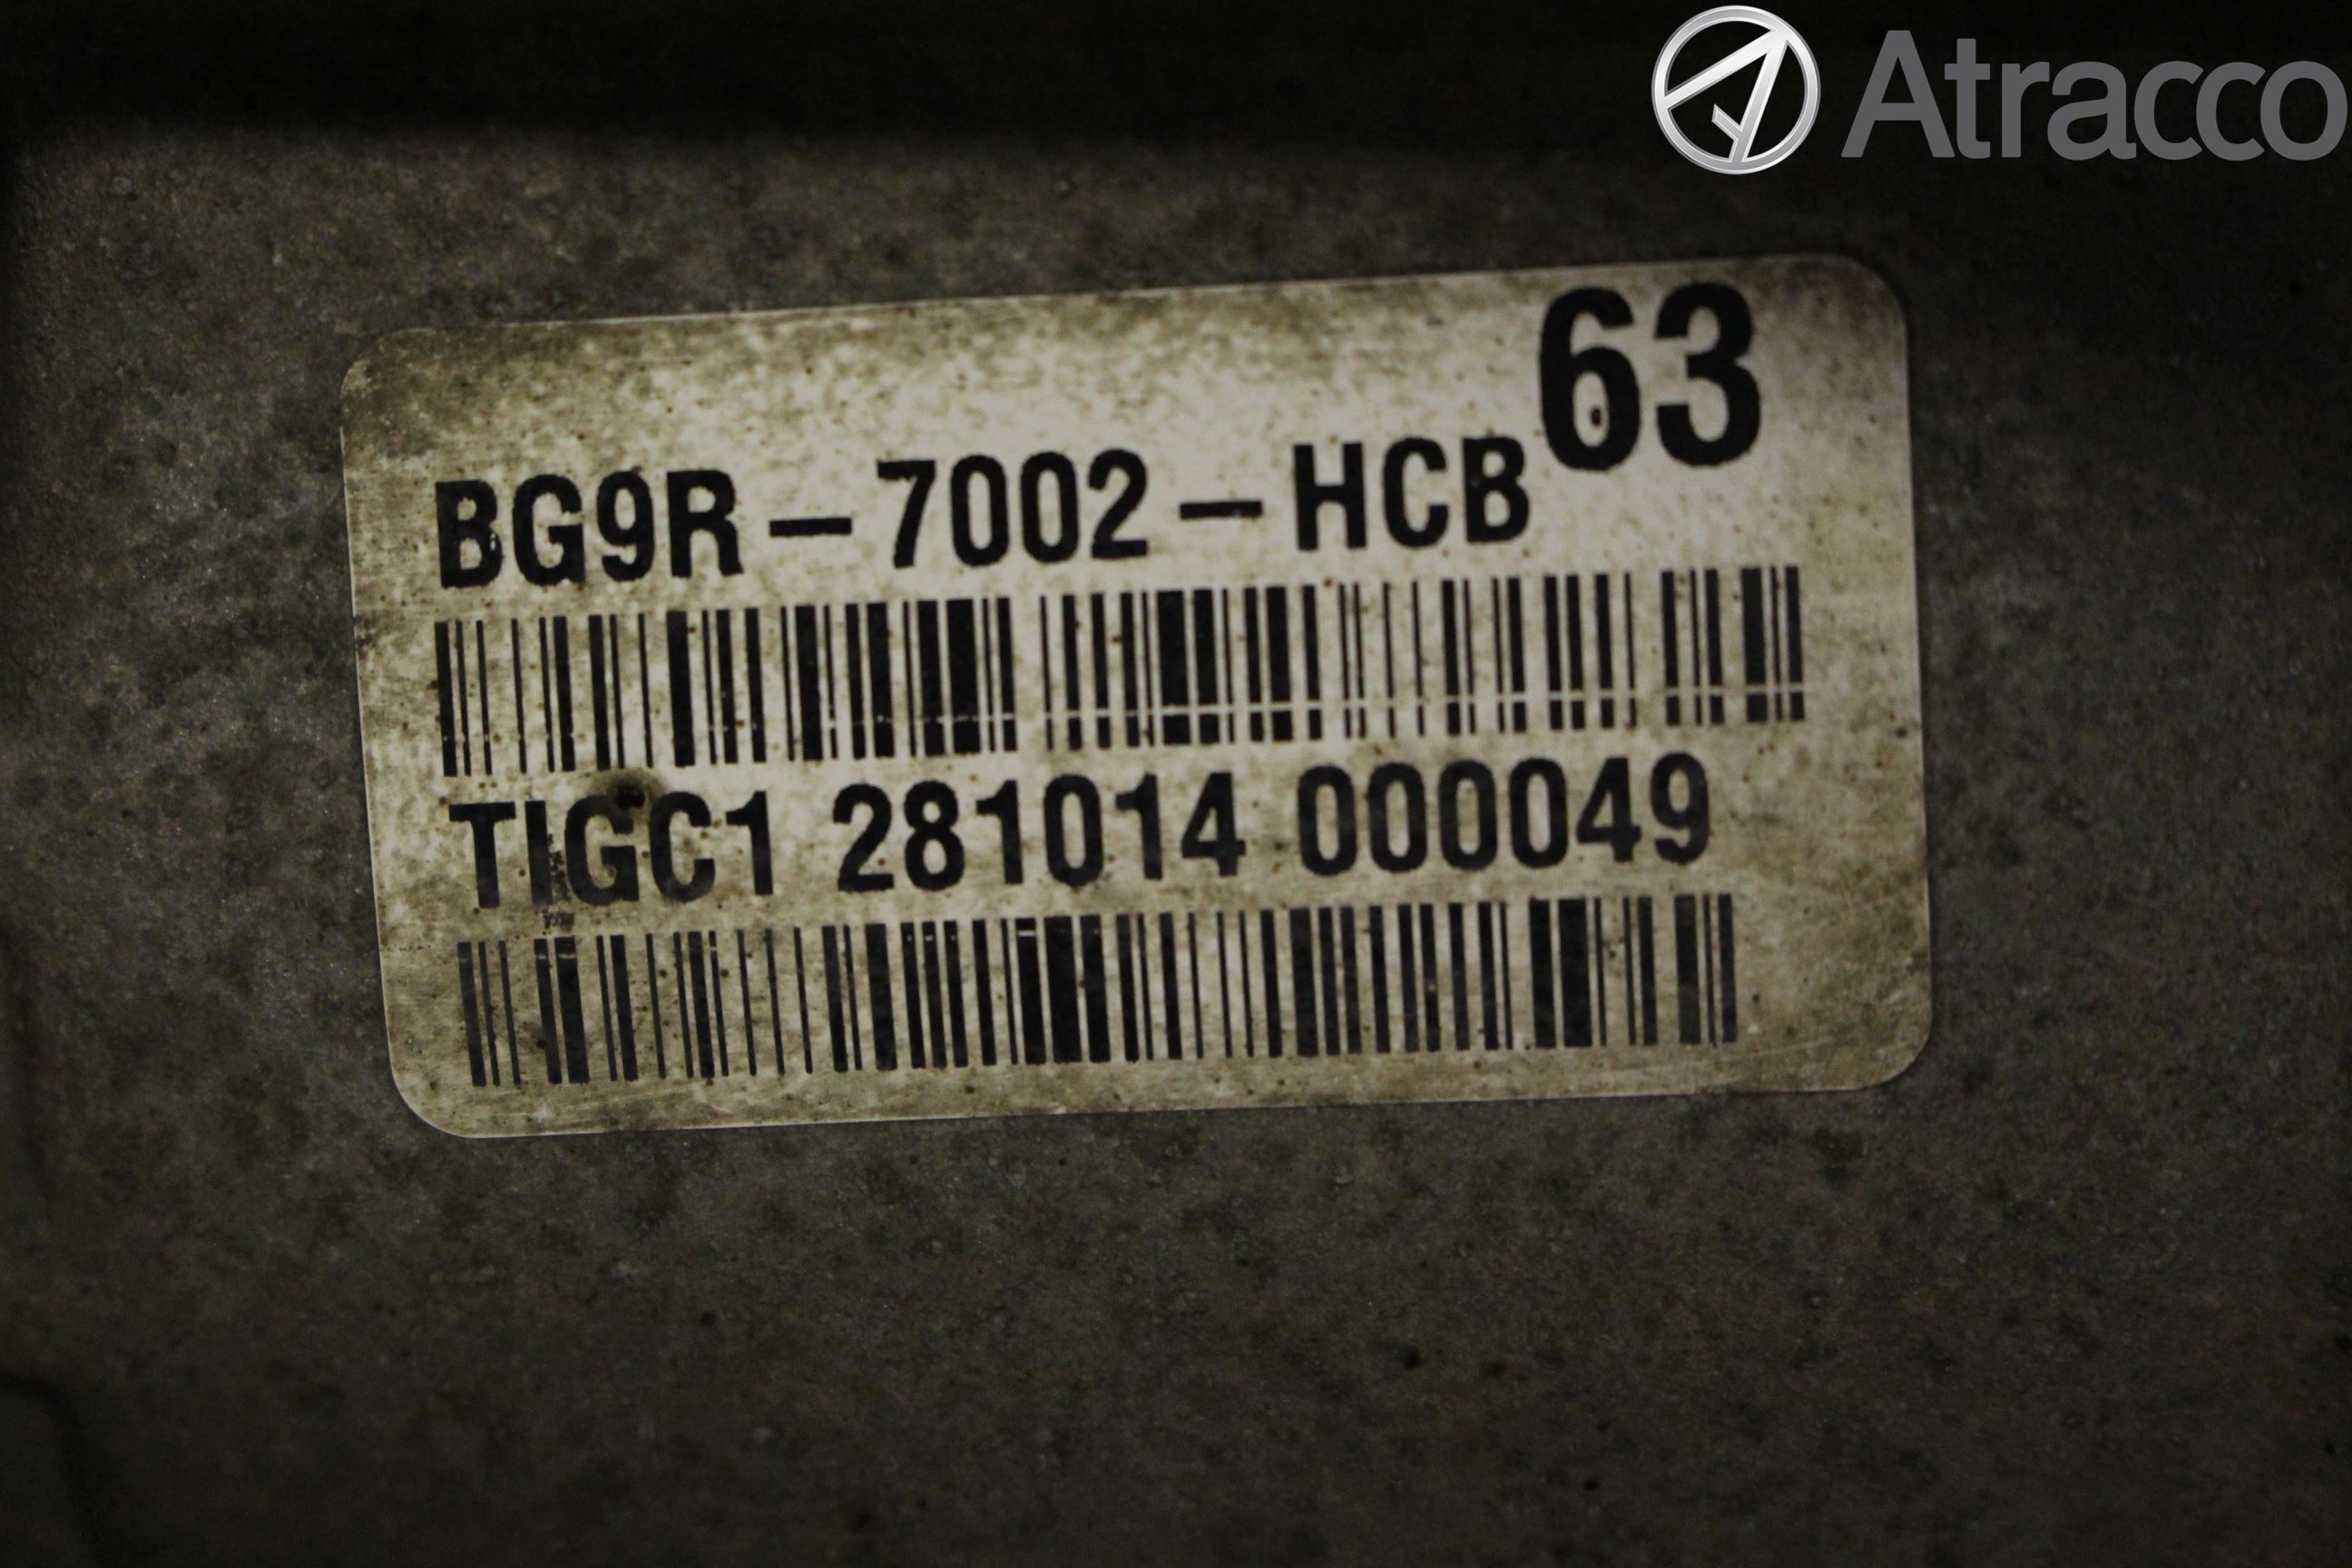 Atracco
63
BG9R-7002-HCB
TIGC1 281014 000049